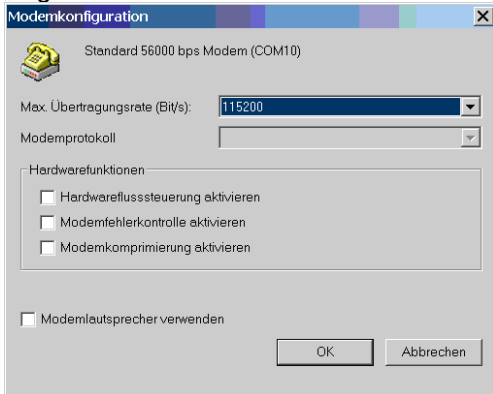 Modemkonfiguration
Standard 56000 bps Modem (COM10)
Max. Übertragungsrate (Bit/s): 115200
Modemprotokoll
Hardwarefunktionen
Hardwareflusssteuerung aktivieren
Modemfehlerkontrolle aktivieren
Modemkomprimierung aktivieren
Modemlautsprecher verwenden
OK Abbrechen